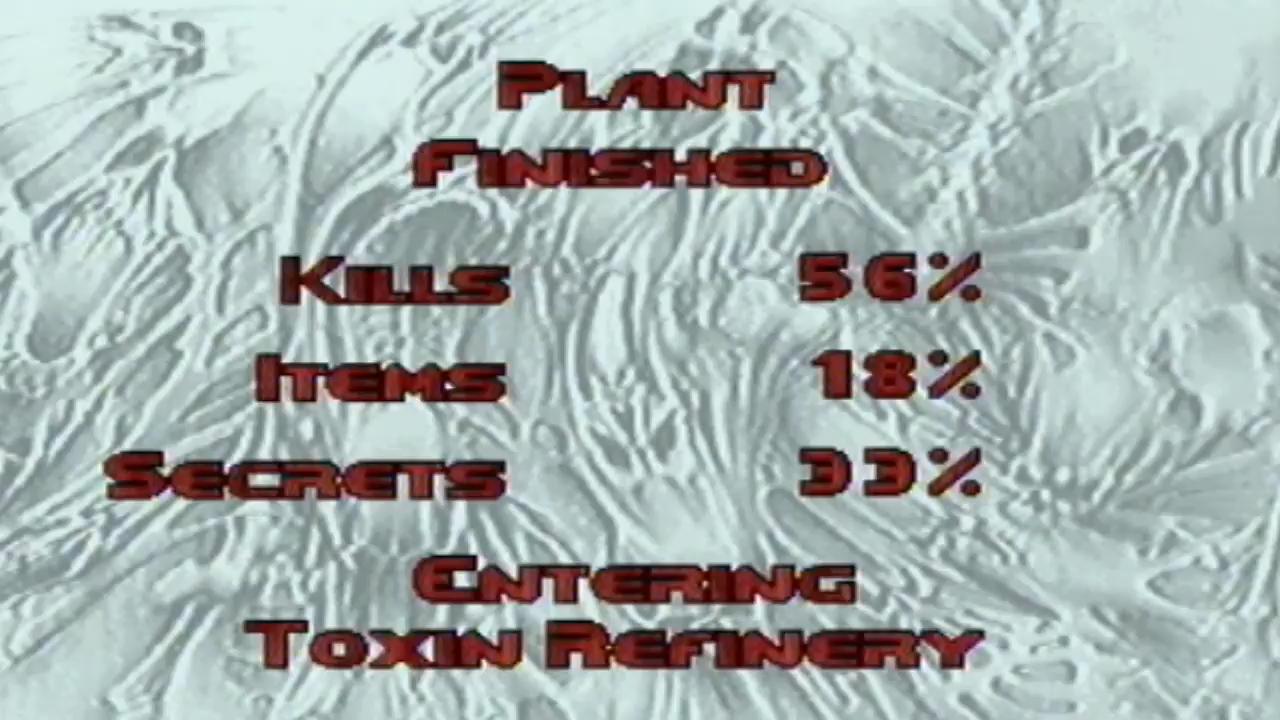 Plant
Finished
Kills 56%
Items 18%
Secrets 33%
Entering
Toxin Refinery